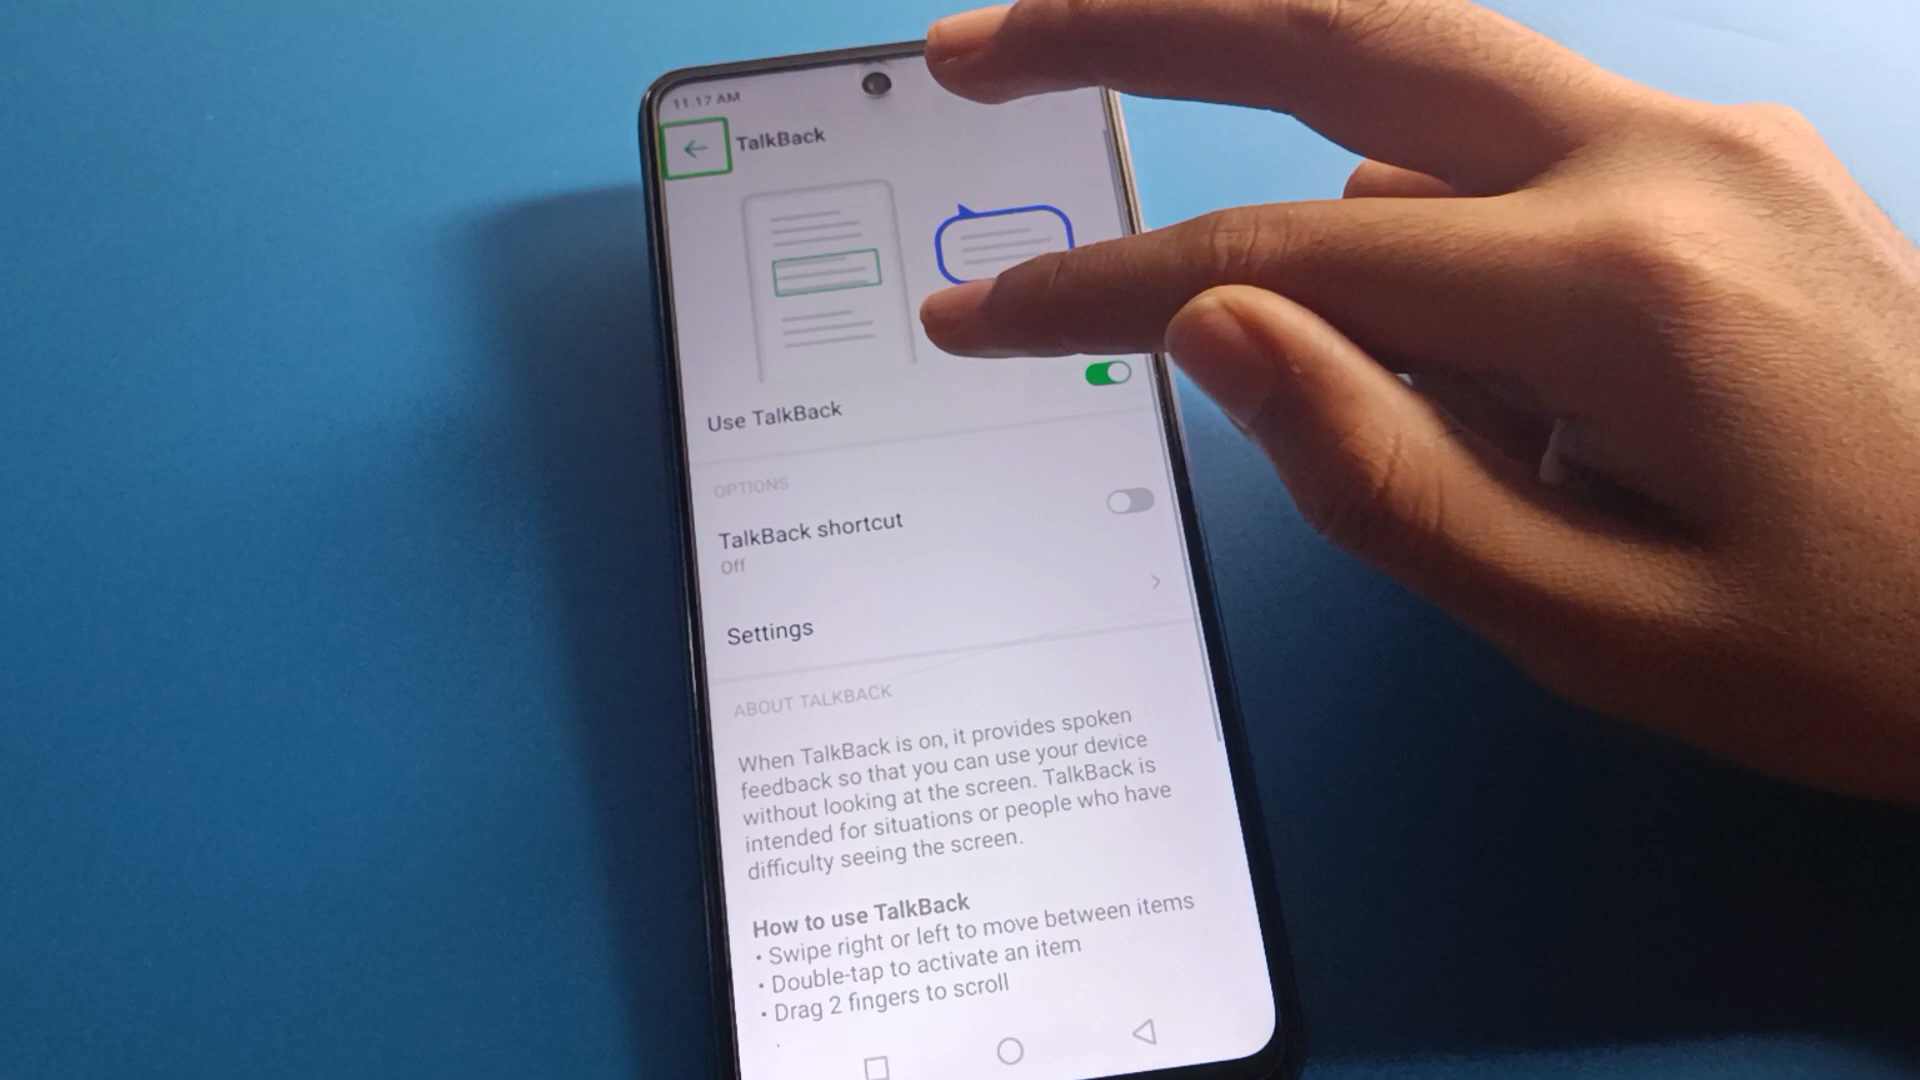 11:17 AM
TalkBack
Use TalkBack
OPTIONS
TalkBack shortcut
Off
Settings
ABOUT TALKBACK
When TalkBack is on, it provides spoken
feedback so that you can use your device
without looking at the screen. TalkBack is
intended for situations or people who have
difficulty seeing the screen.
How to use TalkBack
• Swipe right or left to move between items
• Double-tap to activate an item
• Drag 2 fingers to scroll